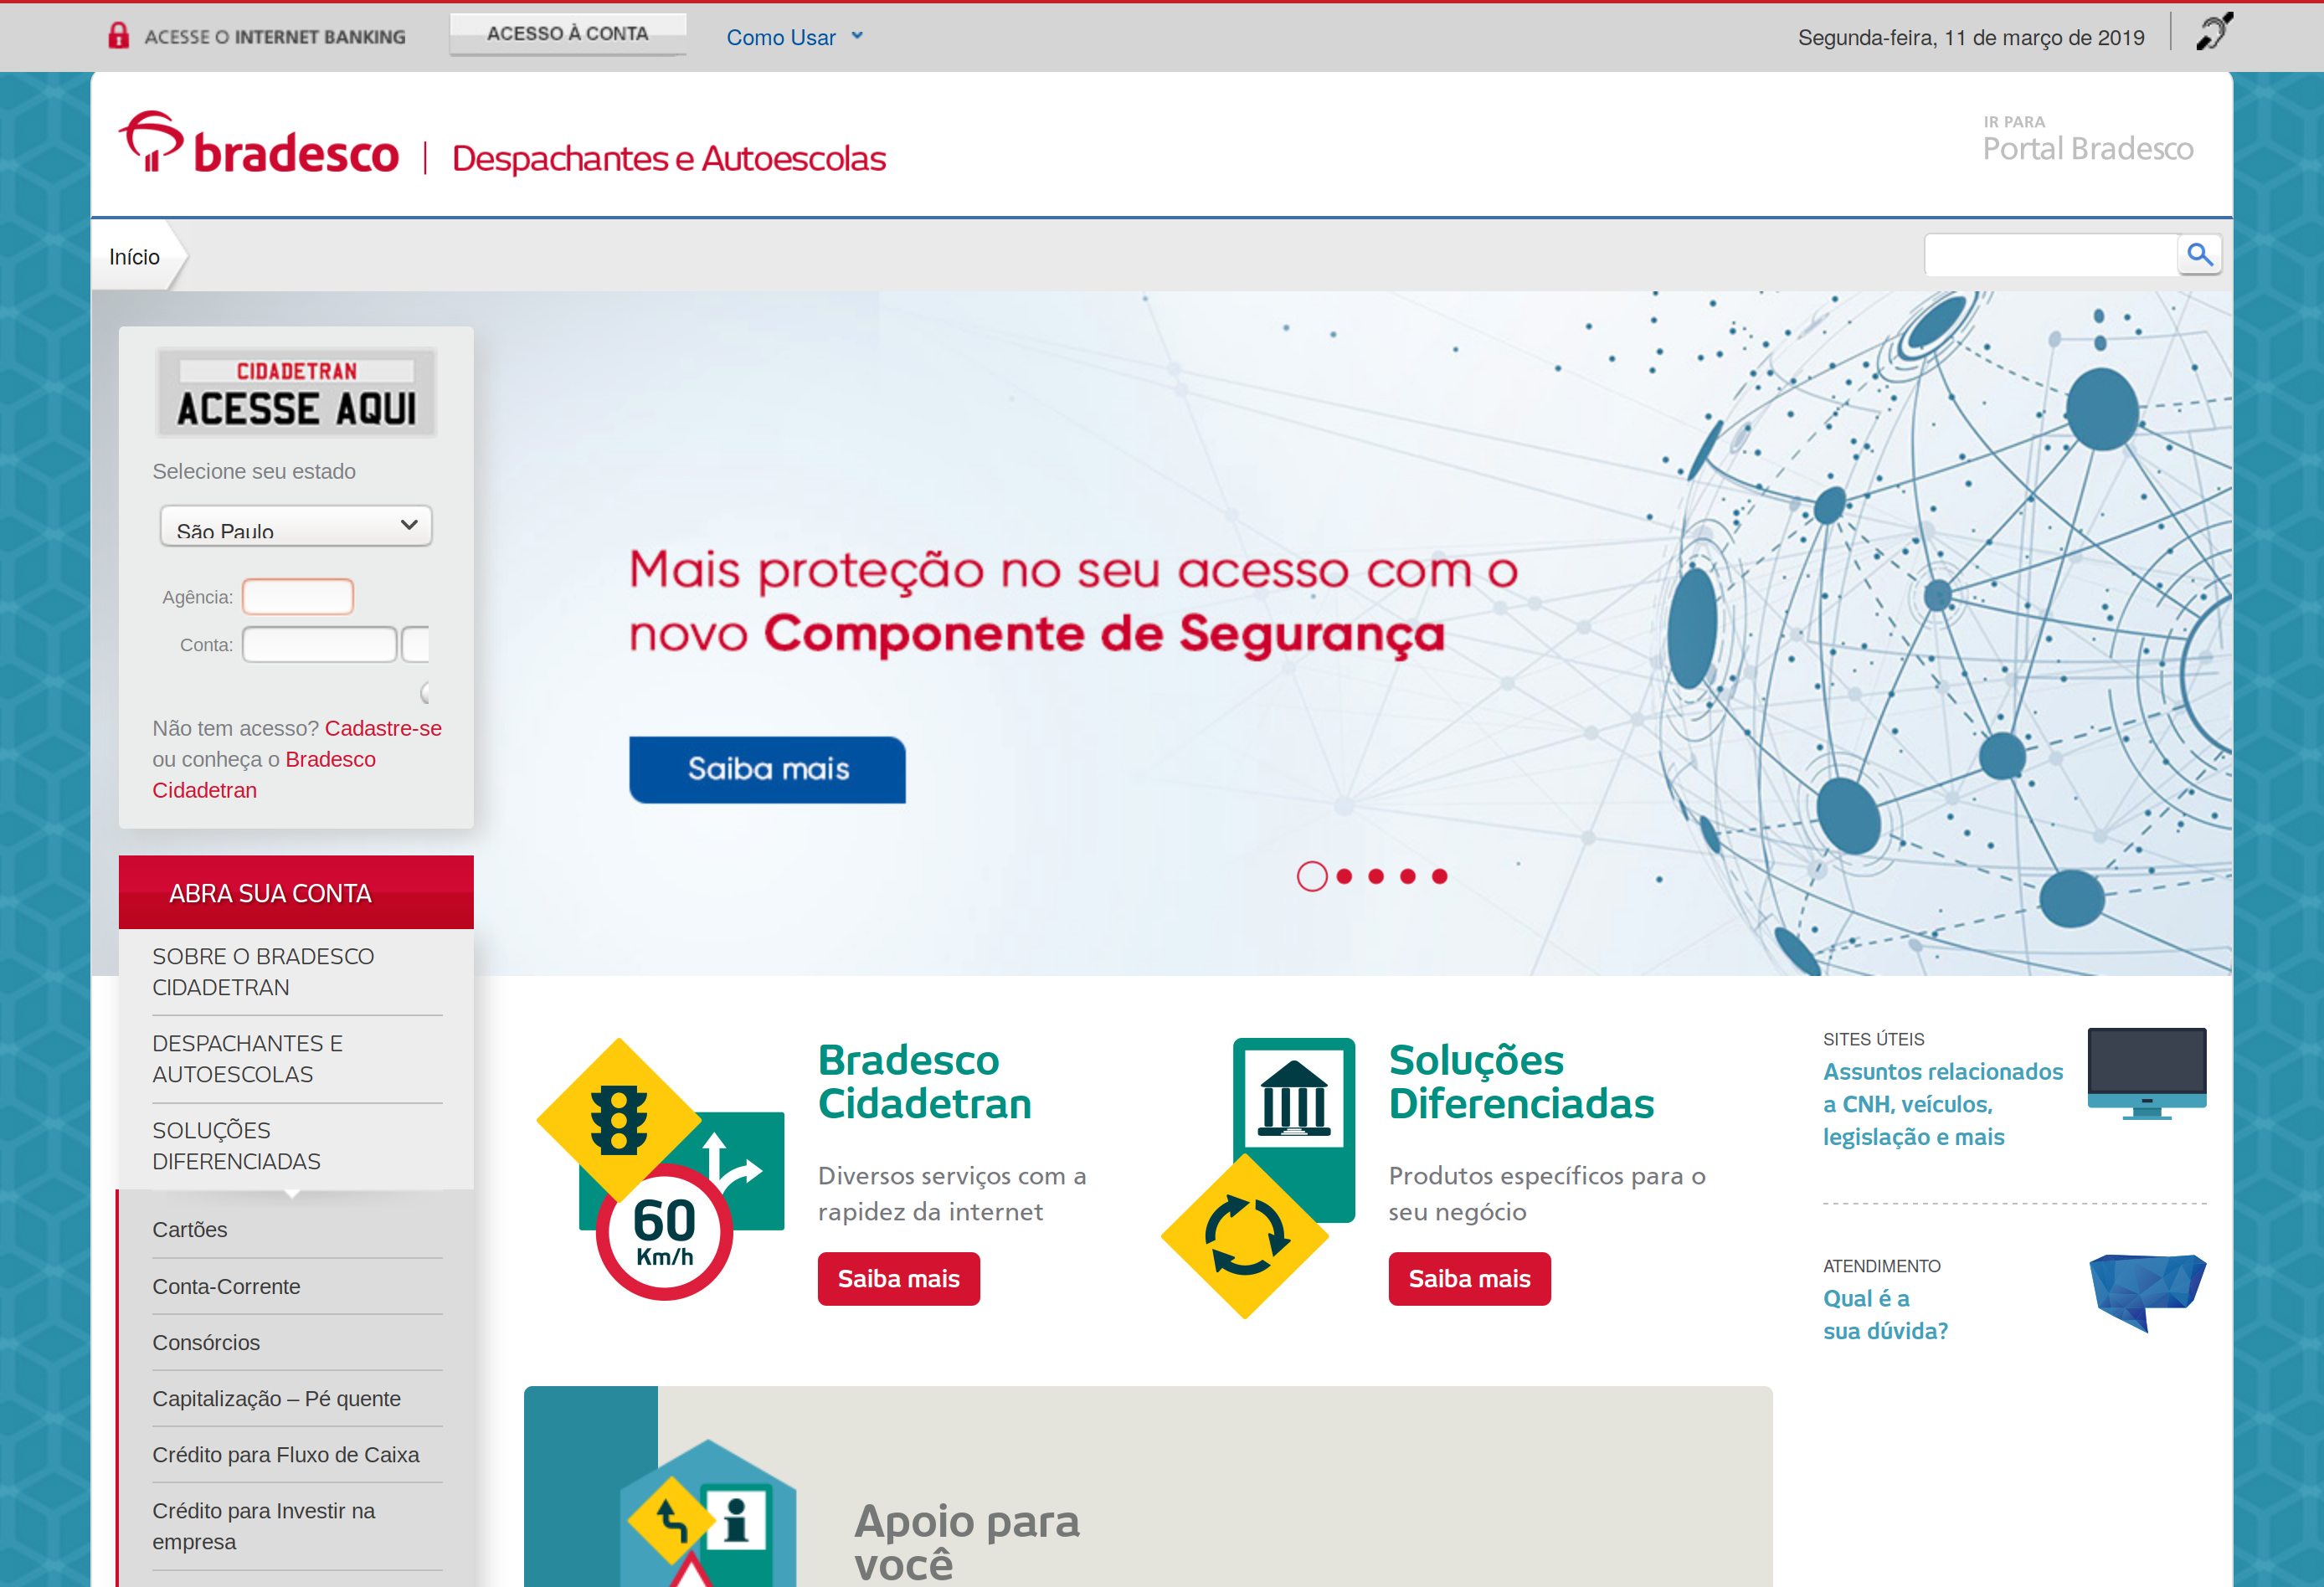 ACESSE O INTERNET BANKING
ACESSO À CONTA
Como Usar
Segunda-feira, 11 de março de 2019
bradesco
Despachantes e Autoescolas
IR PARA
Portal Bradesco
Início
CIDADETRAN
ACESSE AQUI
Selecione seu estado
São Paulo
Agência:
Conta:
Não tem acesso? Cadastre-se
ou conheça o Bradesco
Cidadetran
Mais proteção no seu acesso com o
novo Componente de Segurança
Saiba mais
ABRA SUA CONTA
SOBRE O BRADESCO
CIDADETRAN
DESPACHANTES E
AUTOESCOLAS
SOLUÇÕES
DIFERENCIADAS
Cartões
Conta-Corrente
Consórcios
Capitalização – Pé quente
Crédito para Fluxo de Caixa
Crédito para Investir na
empresa
60
Km/h
Bradesco
Cidadetran
Diversos serviços com a
rapidez da internet
Saiba mais
Soluções
Diferenciadas
Produtos específicos para o
seu negócio
Saiba mais
SITES ÚTEIS
Assuntos relacionados
a CNH, veículos,
legislação e mais
ATENDIMENTO
Qual é a
sua dúvida?
i
Apoio para
você